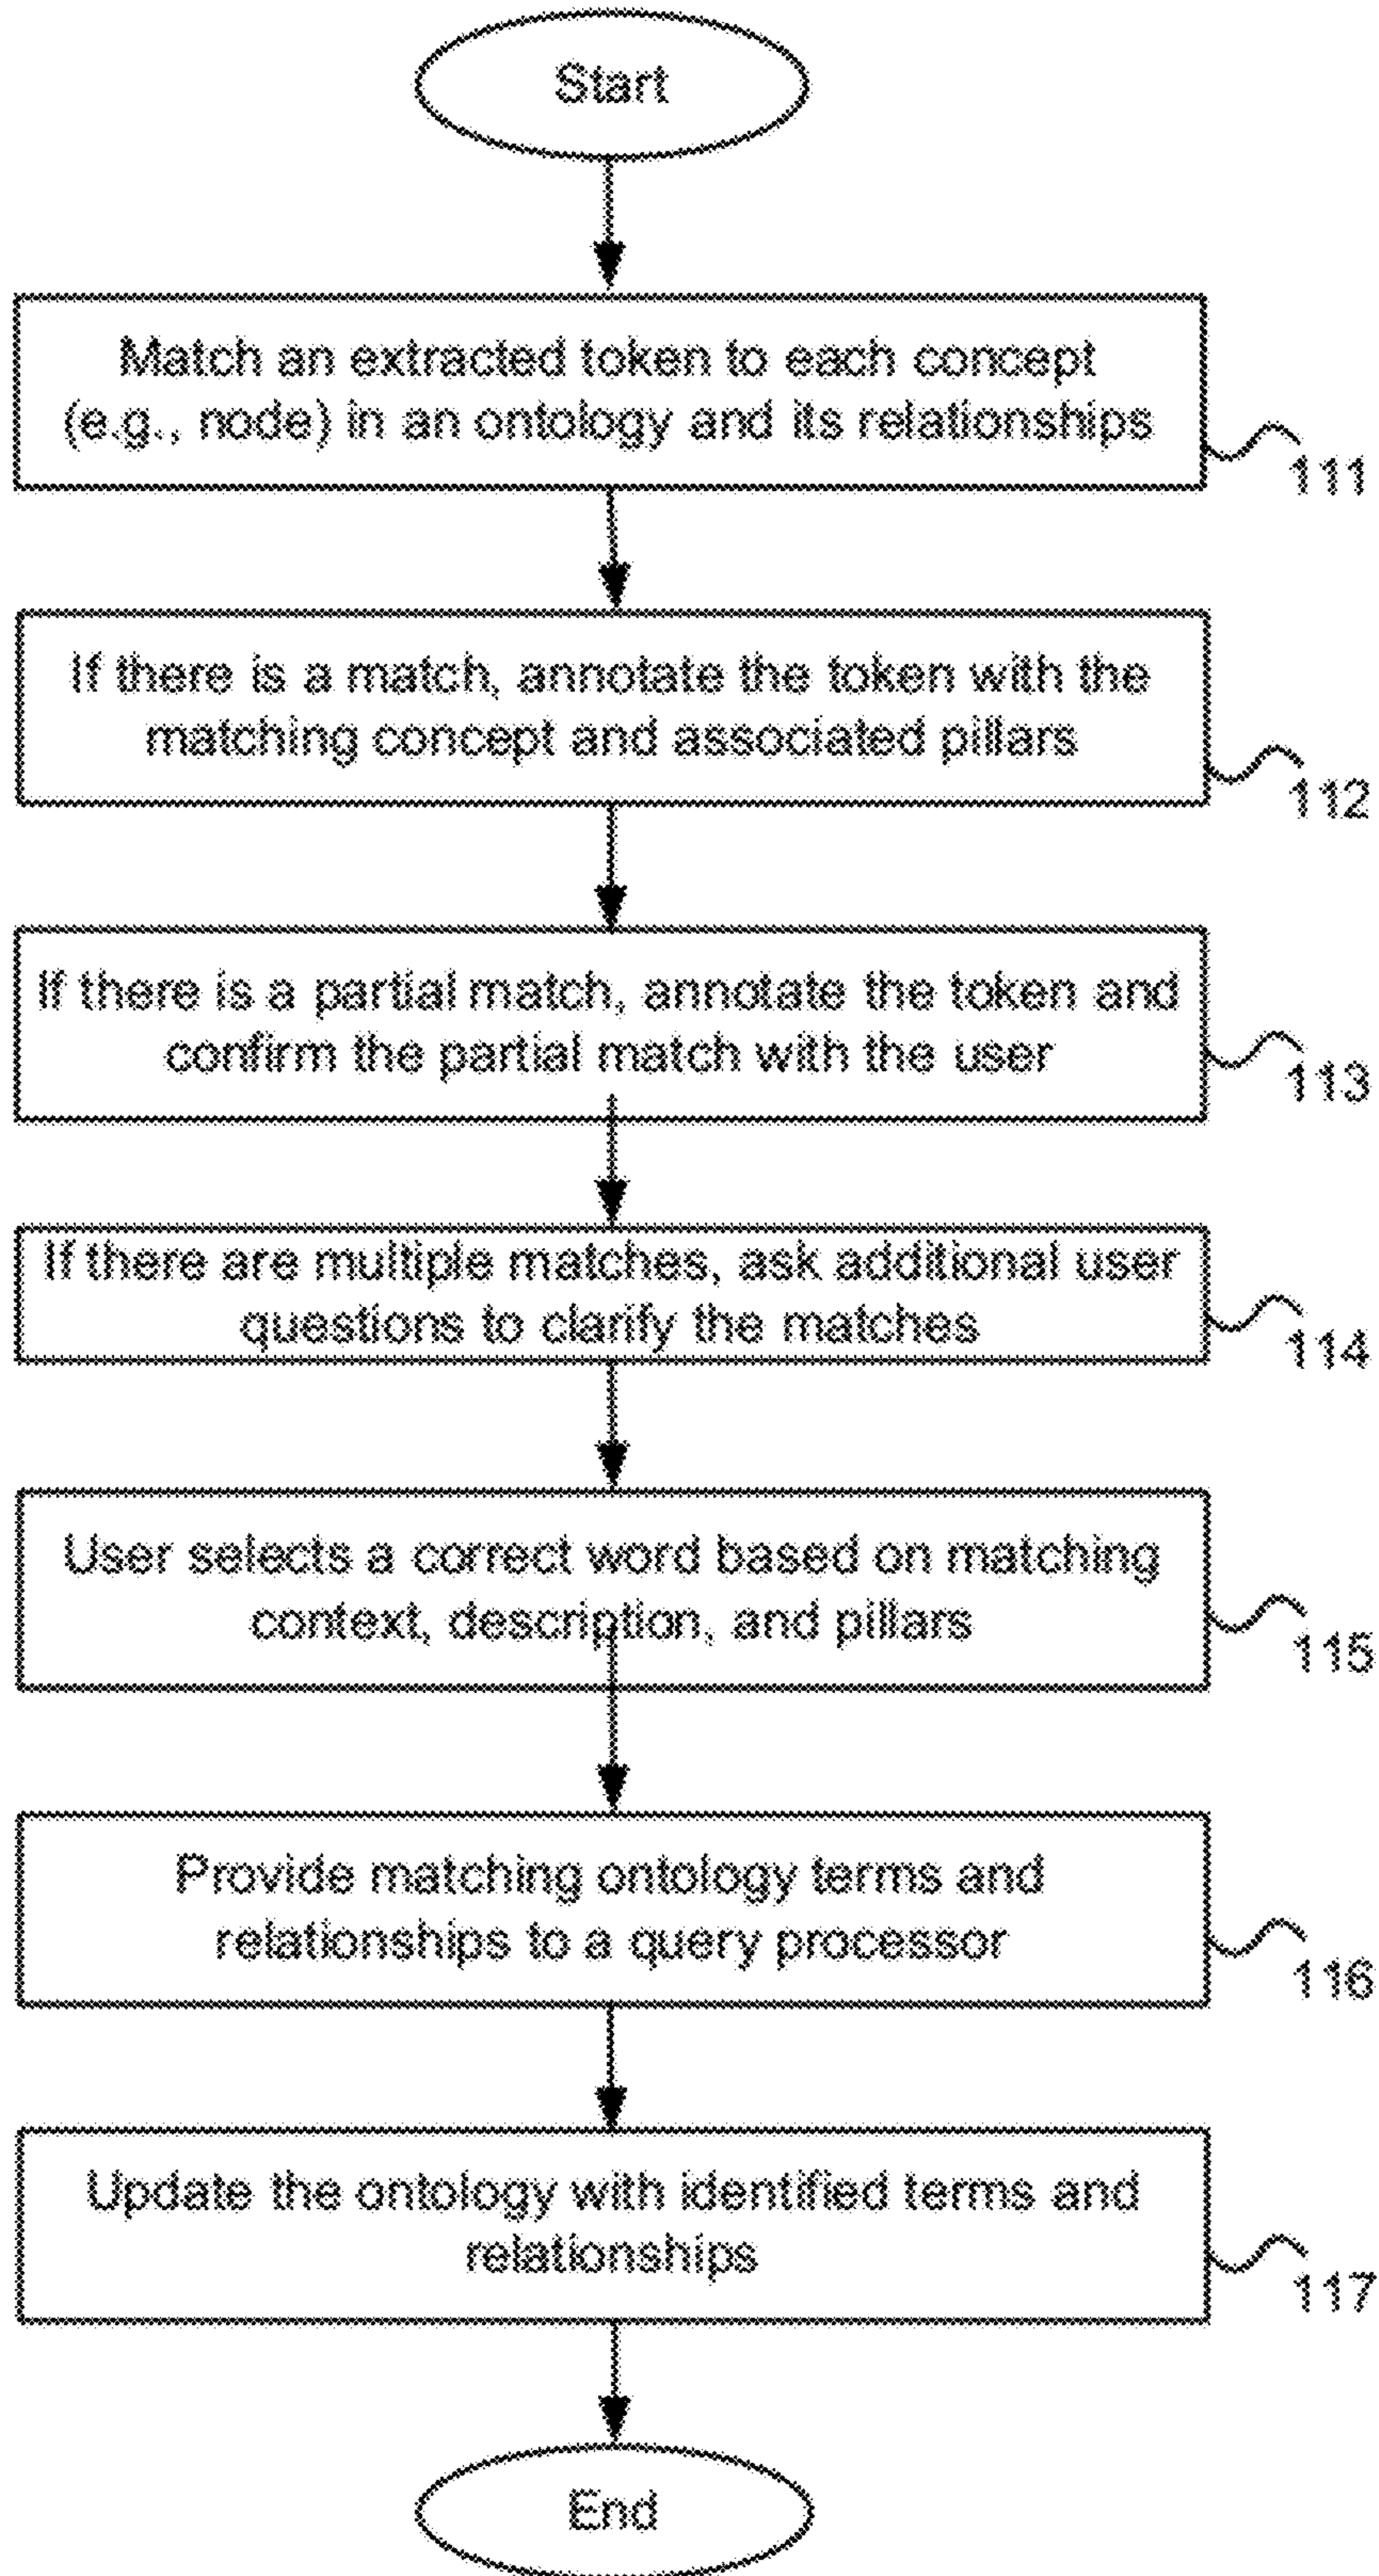 Start
Match an extracted token to each concept
(e.g., node) in an ontology and its relationships
111
If there is a match, annotate the token with the
matching concept and associated pillars
112
If there is a partial match, annotate the token and
confirm the partial match with the user
113
If there are multiple matches, ask additional user
questions to clarify the matches
114
User selects a correct word based on matching
context, description, and pillars
115
Provide matching ontology terms and
relationships to a query processor
116
Update the ontology with identified terms and
relationships
117
End